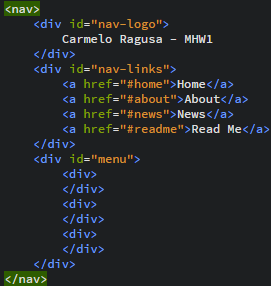 <nav>
    <div id="nav-logo">
        Carmelo Ragusa - MHW1
    </div>
    <div id="nav-links">
        <a href="#home">Home</a>
        <a href="#about">About</a>
        <a href="#news">News</a>
        <a href="#readme">Read Me</a>
    </div>
    <div id="menu">
        <div>
        </div>
        <div>
        </div>
        <div>
        </div>
    </div>
</nav>